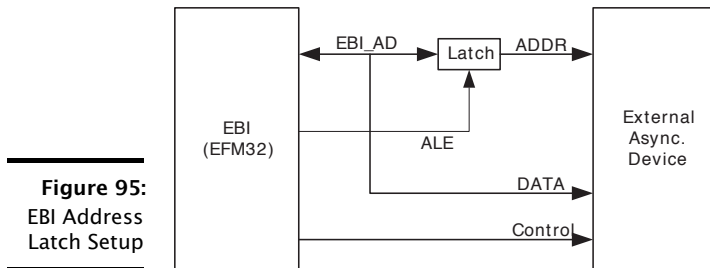 EBI_AD
Latch
ADDR
EBI
(EFM32)
ALE
External
Async.
Device
DATA
Control
Figure 95:
EBI Address
Latch Setup